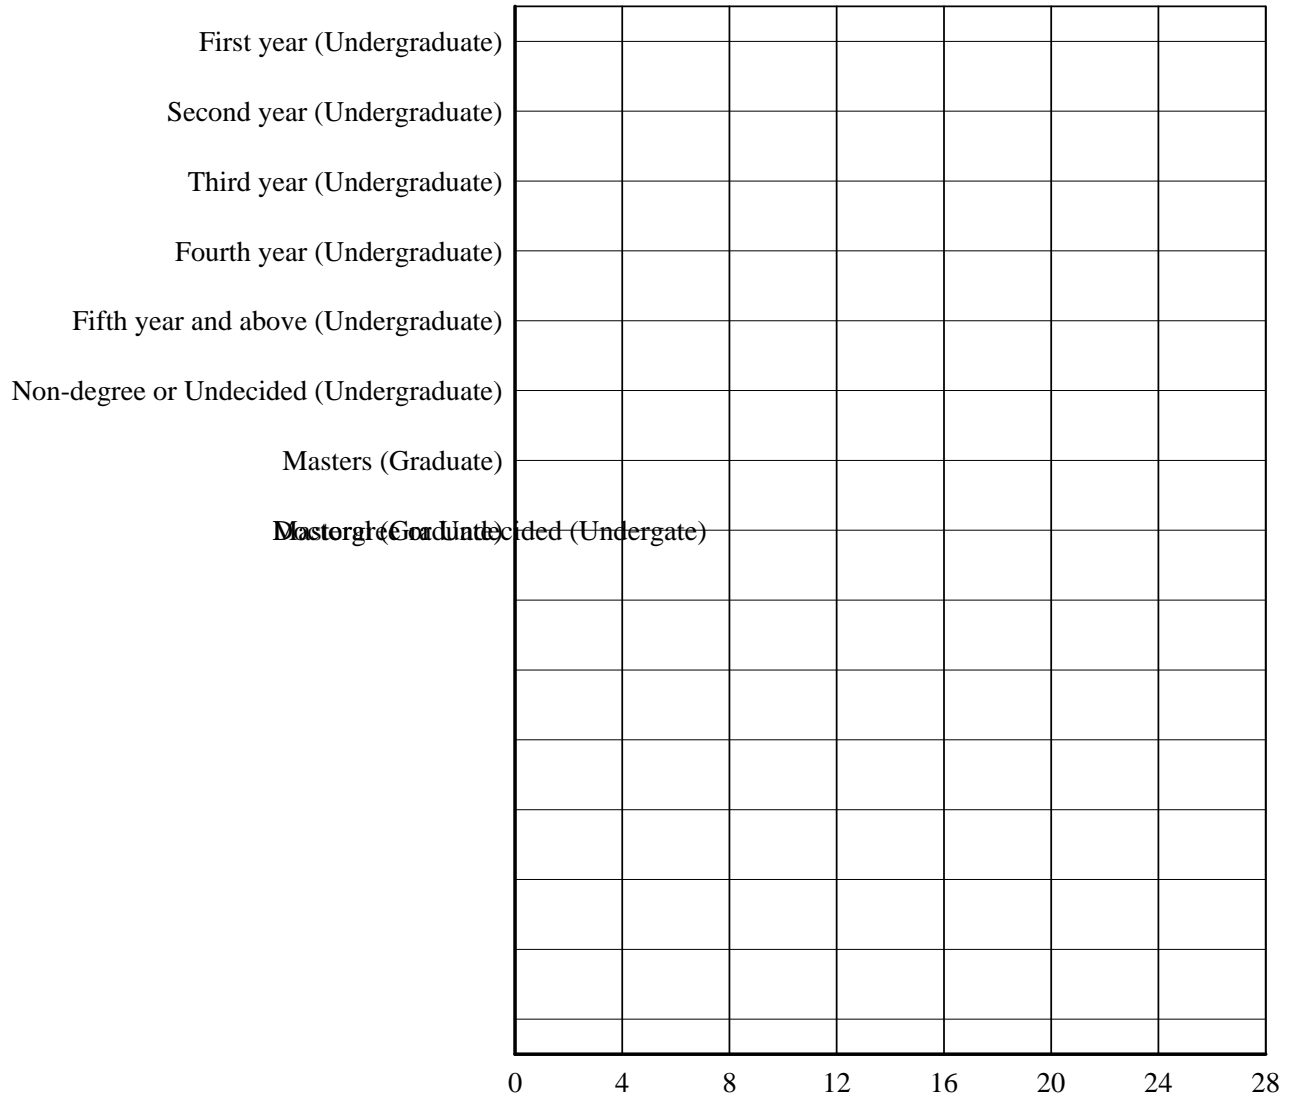 First year (Undergraduate)
Second year (Undergraduate)
Third year (Undergraduate)
Fourth year (Undergraduate)
Fifth year and above (Undergraduate)
Non-degree or Undecided (Undergraduate)
Masters (Graduate)
(Undergate)
0 4 8 12 16 20 24 28